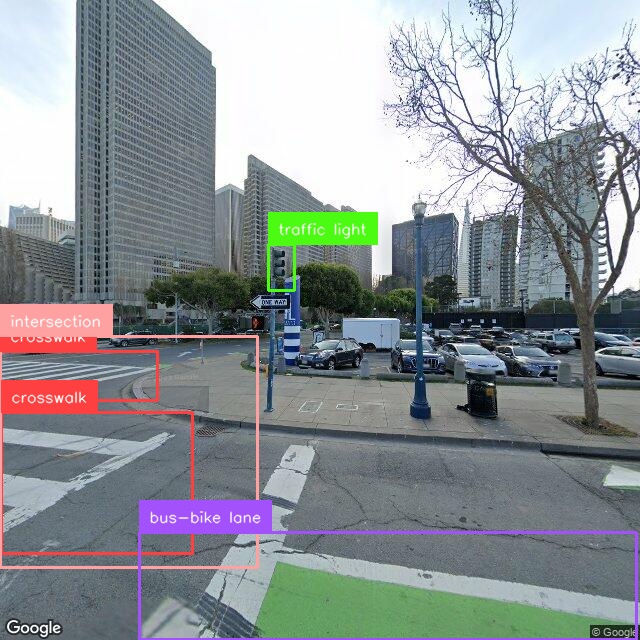 traffic light
ONE WAY
intersection
crosswalk
crosswalk
bus-bike lane
Google
© Google